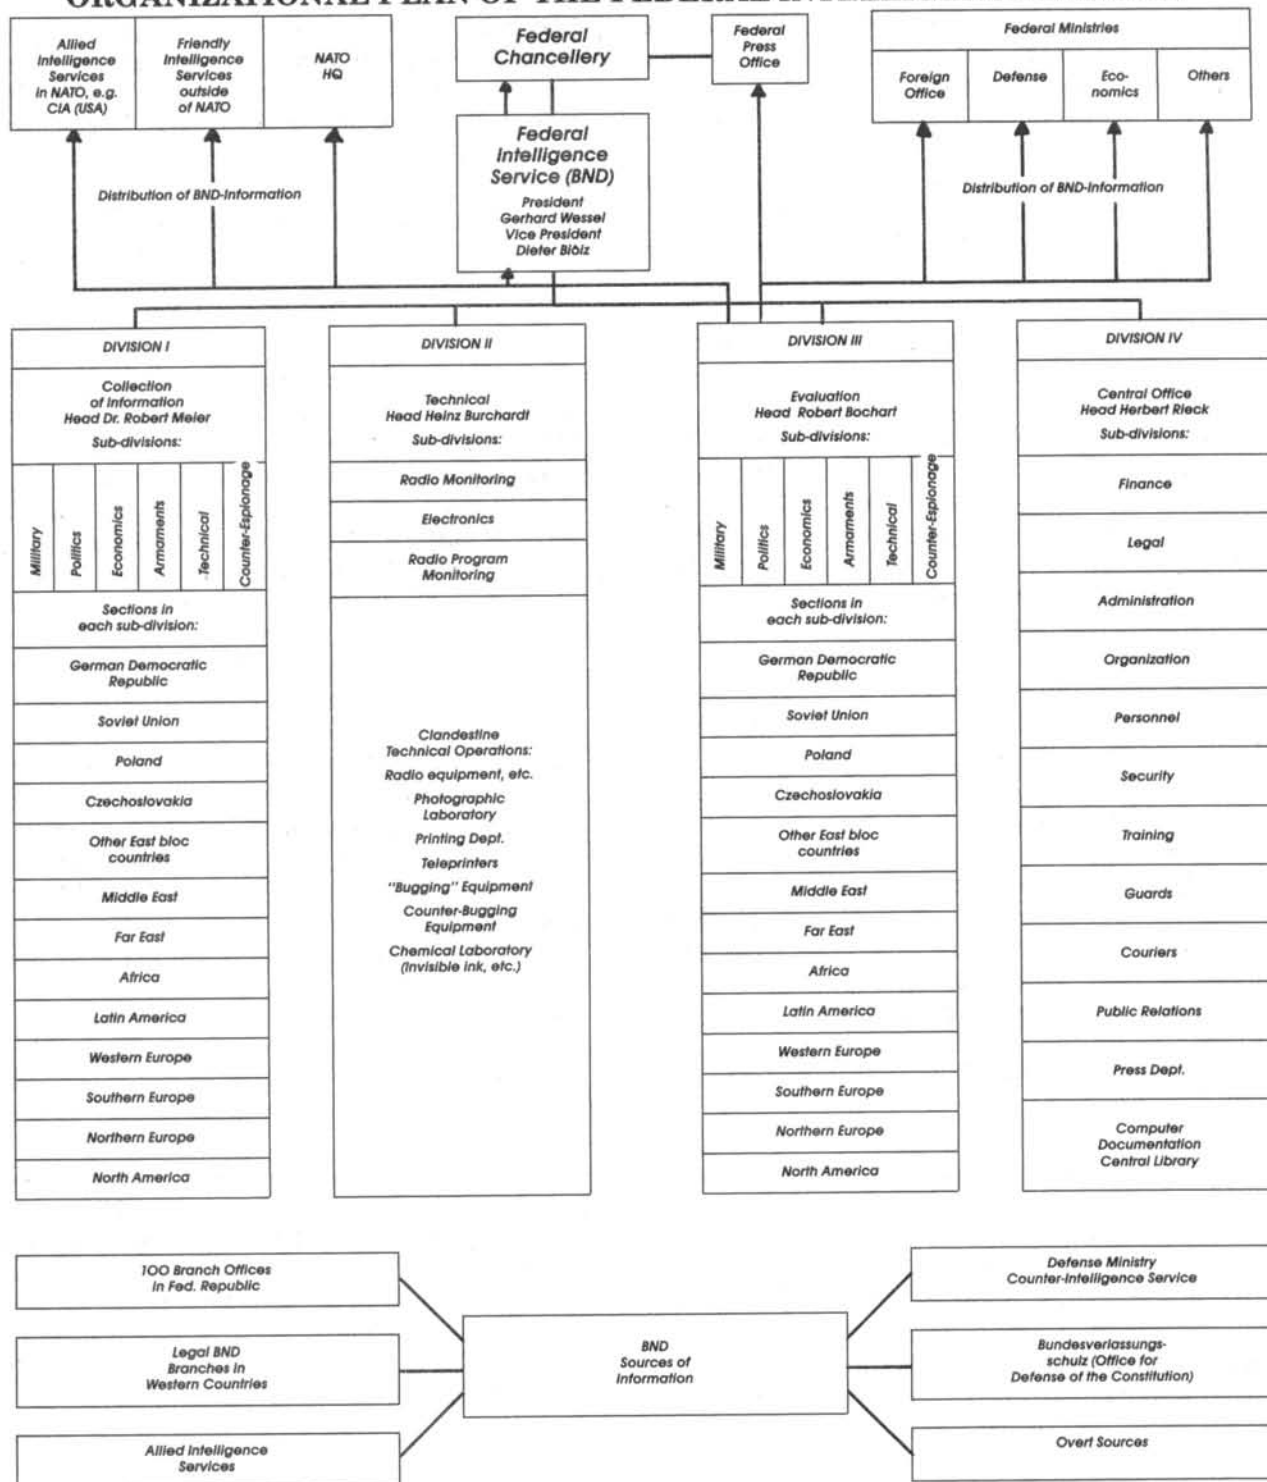 ORGANIZATIONAL PLAN OF THE FEDERAL
Allied
Intelligence
Services
in NATO, e.g.
CIA (USA)
Friendly
Intelligence
Services
outside
of NATO
NATO
HQ
Federal
Chancellery
Federal
Press
Office
Federal Ministries
Foreign
Office
Defense
Eco-
nomics
Others
Distribution of BND-Information
Federal
Intelligence
Service (BND)
President
Gerhard Wessel
Vice President
Dieter Blötz
Distribution of BND-Information
DIVISION I
Collection
of Information
Head Dr. Robert Meier
Sub-divisions:
Military
Politics
Economics
Armaments
Technical
Counter-Espionage
Sections in
each sub-division:
German Democratic
Republic
Soviet Union
Poland
Czechoslovakia
Other East bloc
countries
Middle East
Far East
Africa
Latin America
Western Europe
Southern Europe
Northern Europe
North America
DIVISION II
Technical
Head Heinz Burchardt
Sub-divisions:
Radio Monitoring
Electronics
Radio Program
Monitoring
Clandestine
Technical Operations:
Radio equipment, etc.
Photographic
Laboratory
Printing Dept.
Teleprinters
"Bugging" Equipment
Counter-Bugging
Equipment
Chemical Laboratory
(Invisible ink, etc.)
DIVISION III
Evaluation
Head Robert Bochart
Sub-divisions:
Military
Politics
Economics
Armaments
Technical
Counter-Espionage
Sections in
each sub-division:
German Democratic
Republic
Soviet Union
Poland
Czechoslovakia
Other East bloc
countries
Middle East
Far East
Africa
Latin America
Western Europe
Southern Europe
Northern Europe
North America
DIVISION IV
Central Office
Head Herbert Rieck
Sub-divisions:
Finance
Legal
Administration
Organization
Personnel
Security
Training
Guards
Couriers
Public Relations
Press Dept.
Computer
Documentation
Central Library
100 Branch Offices
in Fed. Republic
Legal BND
Branches in
Western Countries
Allied Intelligence
Services
BND
Sources of
Information
Defense Ministry
Counter-Intelligence Service
Bundesverlassungs-
schulz (Office for
Defense of the Constitution)
Overt Sources